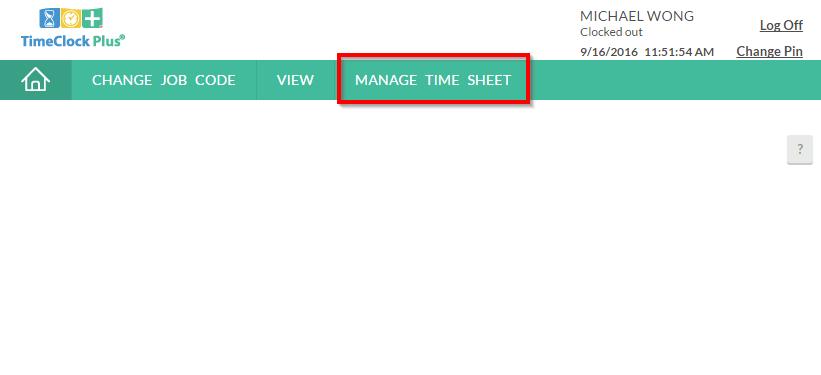 TimeClock Plus®
MICHAEL WONG
Clocked out
9/16/2016 11:51:54 AM
Log Off
Change Pin
CHANGE JOB CODE
VIEW
MANAGE TIME SHEET
?